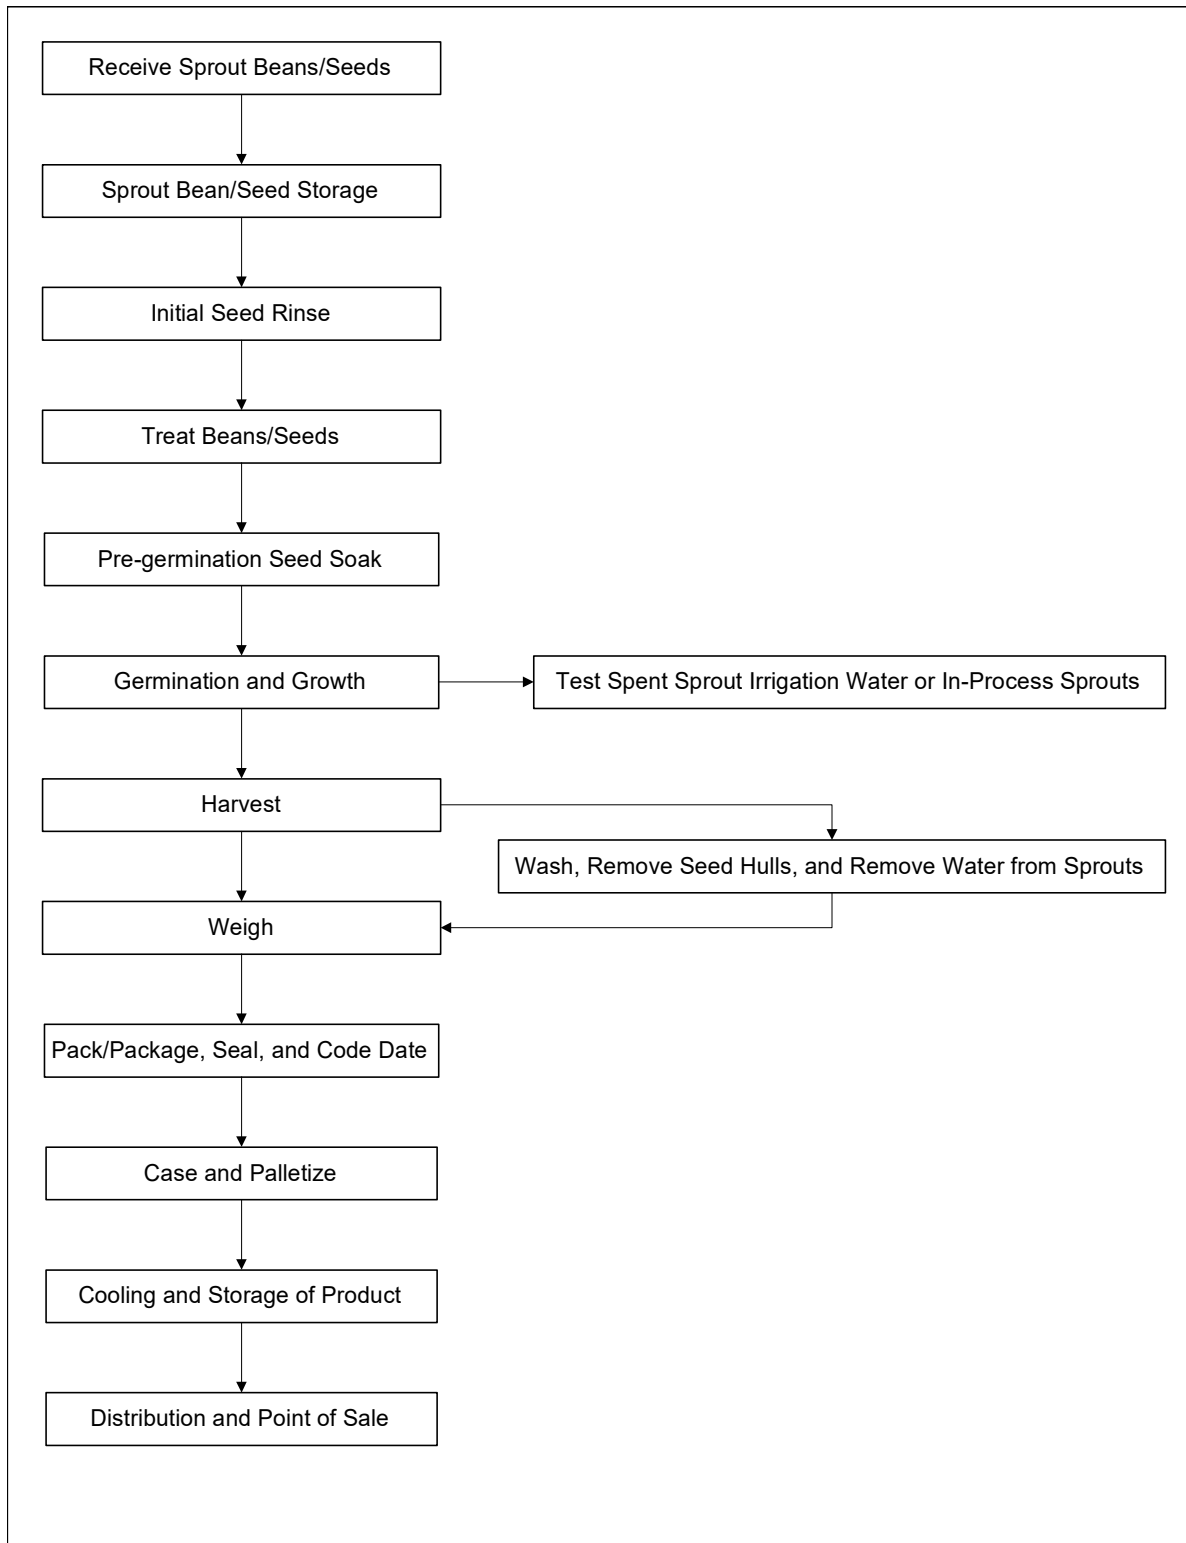 Receive Sprout Beans/Seeds
Sprout Bean/Seed Storage
Initial Seed Rinse
Treat Beans/Seeds
Pre-germination Seed Soak
Germination and Growth
Test Spent Sprout Irrigation Water or In-Process Sprouts
Harvest
Wash, Remove Seed Hulls, and Remove Water from Sprouts
Weigh
Pack/Package, Seal, and Code Date
Case and Palletize
Cooling and Storage of Product
Distribution and Point of Sale